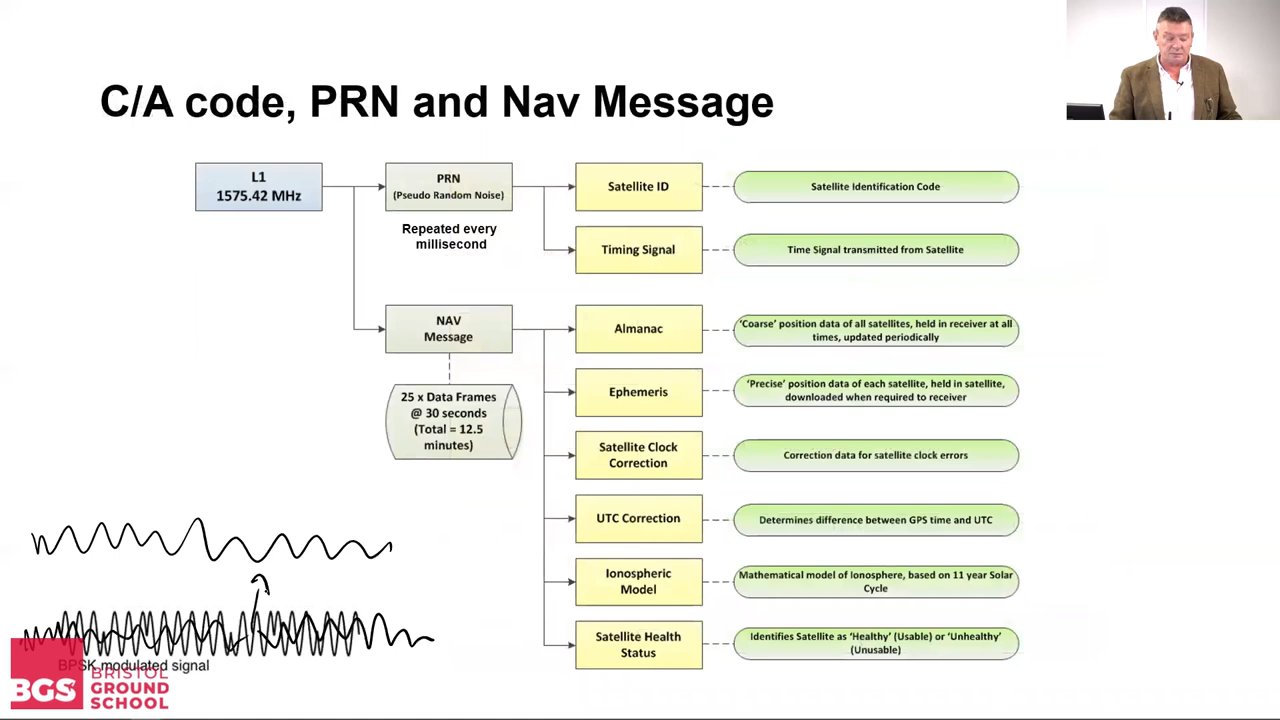 C/A code, PRN and Nav Message
L1
1575.42 MHz
PRN
(Pseudo Random Noise)
Repeated every
millisecond
Satellite ID
Satellite Identification Code
Timing Signal
Time Signal transmitted from Satellite
NAV
Message
25 x Data Frames
@ 30 seconds
(Total = 12.5
minutes)
Almanac
‘Coarse’ position data of all satellites, held in receiver at all
times, updated periodically
Ephemeris
‘Precise’ position data of each satellite, held in satellite,
downloaded when required to receiver
Satellite Clock
Correction
Correction data for satellite clock errors
UTC Correction
Determines difference between GPS time and UTC
Ionospheric
Model
Mathematical model of Ionosphere, based on 11 year Solar
Cycle
Satellite Health
Status
Identifies Satellite as ‘Healthy’ (Usable) or ‘Unhealthy’
(Unusable)
BPSK modulated signal
BGS
BRISTOL
GROUND
SCHOOL